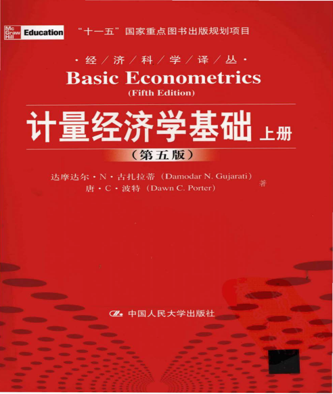 Mc Graw Hill Education
“十一五”国家重点图书出版规划项目
·经/济/科/学/译/丛·
Basic Econometrics
(Fifth Edition)
计量经济学基础 上册
(第五版)
达摩达尔·N·古扎拉蒂 (Damodar N. Gujarati)
唐·C·波特 (Dawn C. Porter)
著
中国人民大学出版社